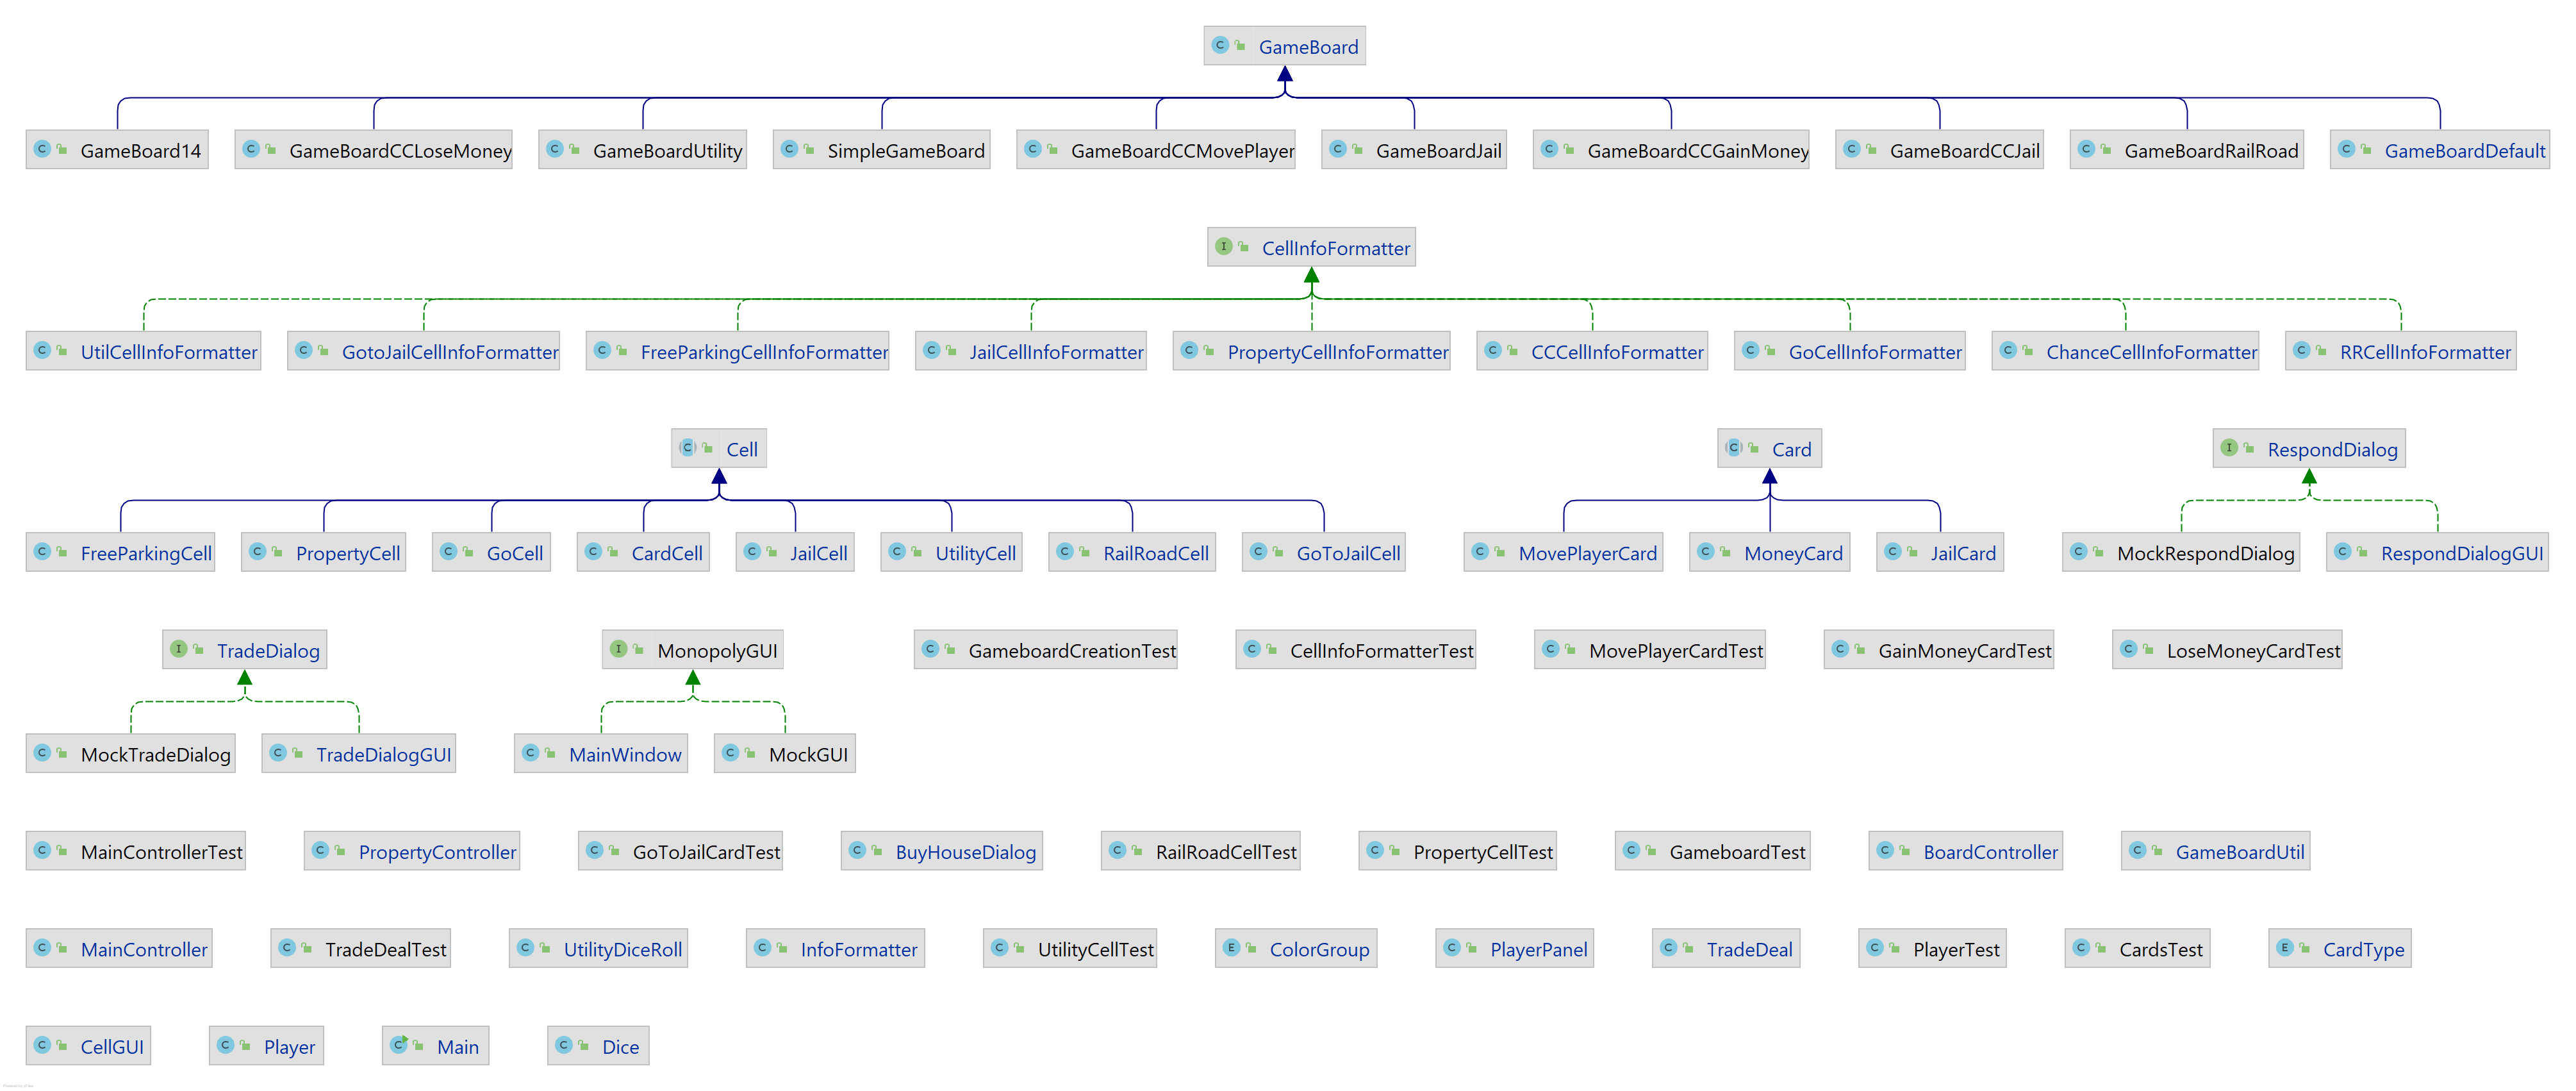 GameBoard
GameBoard14 GameBoardCCLoseMoney GameBoardUtility SimpleGameBoard GameBoardCCMovePlayer GameBoardJail GameBoardCCGainMoney GameBoardCCJail GameBoardRailRoad GameBoardDefault
CellInfoFormatter
UtilCellInfoFormatter GotoJailCellInfoFormatter FreeParkingCellInfoFormatter JailCellInfoFormatter PropertyCellInfoFormatter CCCellInfoFormatter GoCellInfoFormatter ChanceCellInfoFormatter RRCellInfoFormatter
Cell Card RespondDialog
FreeParkingCell PropertyCell GoCell CardCell JailCell UtilityCell RailRoadCell GoToJailCell MovePlayerCard MoneyCard JailCard MockRespondDialog RespondDialogGUI
TradeDialog MonopolyGUI GameboardCreationTest CellInfoFormatterTest MovePlayerCardTest GainMoneyCardTest LoseMoneyCardTest
MockTradeDialog TradeDialogGUI MainWindow MockGUI
MainControllerTest PropertyController GoToJailCardTest BuyHouseDialog RailRoadCellTest PropertyCellTest GameboardTest BoardController GameBoardUtil
MainController TradeDealTest UtilityDiceRoll InfoFormatter UtilityCellTest ColorGroup PlayerPanel TradeDeal PlayerTest CardsTest CardType
CellGUI Player Main Dice